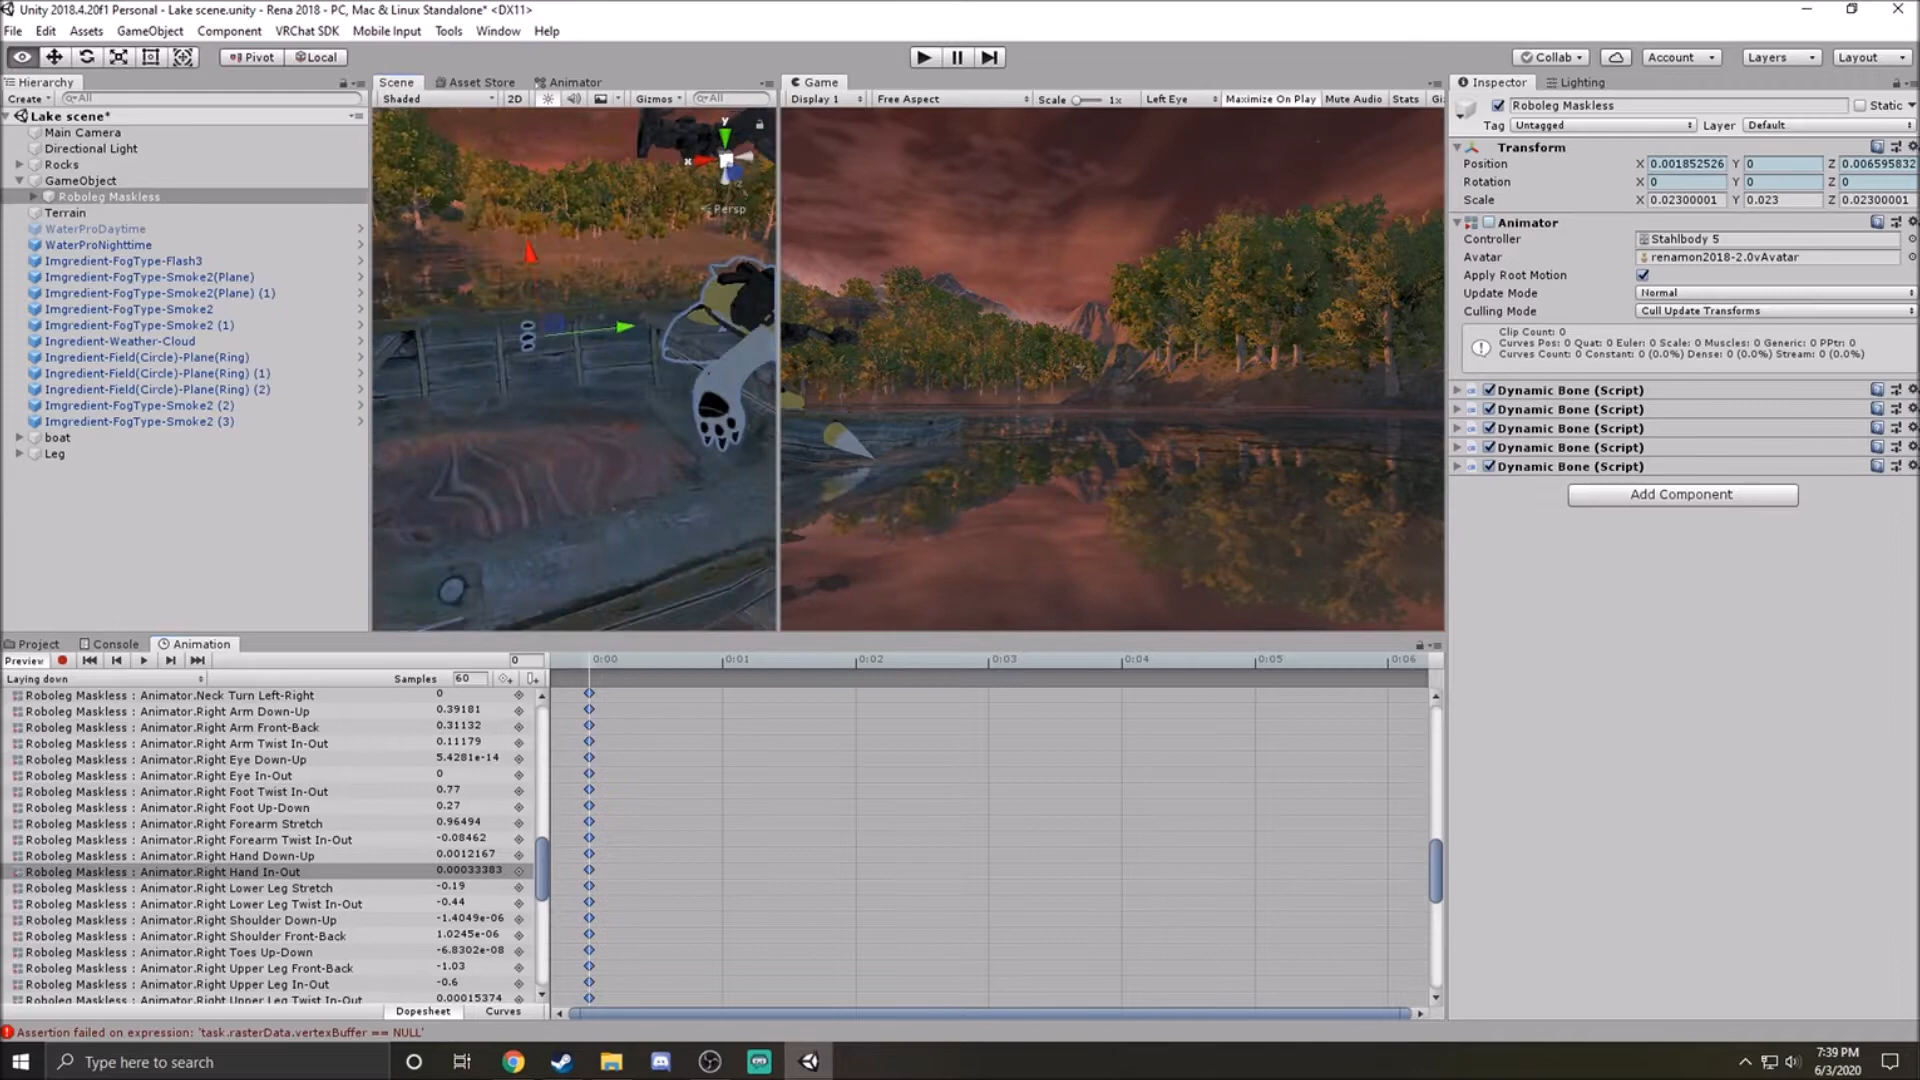 Unity 2018.4.20f1 Personal - Lake scene.unity - Rena 2018 - PC, Mac & Linux Standalone* <DX11>
File Edit Assets GameObject Component VRChat SDK Mobile Input Tools Window Help
Pivot Local Collab Account Layers Layout
Hierarchy
Create All
Lake scene*
Main Camera
Directional Light
Rocks
GameObject
Roboleg Maskless
Terrain
WaterProDaytime
WaterProNighttime
Imgredient-FogType-Flash3
Imgredient-FogType-Smoke2(Plane)
Imgredient-FogType-Smoke2(Plane) (1)
Imgredient-FogType-Smoke2
Imgredient-FogType-Smoke2 (1)
Ingredient-Weather-Cloud
Ingredient-Field(Circle)-Plane(Ring)
Ingredient-Field(Circle)-Plane(Ring) (1)
Ingredient-Field(Circle)-Plane(Ring) (2)
Imgredient-FogType-Smoke2 (2)
Imgredient-FogType-Smoke2 (3)
boat
Leg
Scene Asset Store Animator
Shaded 2D Gizmos All
y
x
Persp
Game
Display 1 Free Aspect Scale 1x Left Eye Maximize On Play Mute Audio Stats Gi
Inspector Lighting
Roboleg Maskless Static
Tag Untagged Layer Default
Transform
Position X 0.001852526 Y 0 Z 0.006595832
Rotation X 0 Y 0 Z 0
Scale X 0.02300001 Y 0.023 Z 0.02300001
Animator
Controller Stahlbody 5
Avatar renamon2018-2.0vAvatar
Apply Root Motion
Update Mode Normal
Culling Mode Cull Update Transforms
Clip Count: 0
Curves Pos: 0 Quat: 0 Euler: 0 Scale: 0 Muscles: 0 Generic: 0 PPtr: 0
Curves Count: 0 Constant: 0 (0.0%) Dense: 0 (0.0%) Stream: 0 (0.0%)
Dynamic Bone (Script)
Dynamic Bone (Script)
Dynamic Bone (Script)
Dynamic Bone (Script)
Dynamic Bone (Script)
Add Component
Project Console Animation
Preview 0 0:00 0:01 0:02 0:03 0:04 0:05 0:06
Laying down Samples 60
Roboleg Maskless : Animator.Neck Turn Left-Right 0
Roboleg Maskless : Animator.Right Arm Down-Up 0.39181
Roboleg Maskless : Animator.Right Arm Front-Back 0.31132
Roboleg Maskless : Animator.Right Arm Twist In-Out 0.11179
Roboleg Maskless : Animator.Right Eye Down-Up 5.4281e-14
Roboleg Maskless : Animator.Right Eye In-Out 0
Roboleg Maskless : Animator.Right Foot Twist In-Out 0.77
Roboleg Maskless : Animator.Right Foot Up-Down 0.27
Roboleg Maskless : Animator.Right Forearm Stretch 0.96494
Roboleg Maskless : Animator.Right Forearm Twist In-Out -0.08462
Roboleg Maskless : Animator.Right Hand Down-Up 0.0012167
Roboleg Maskless : Animator.Right Hand In-Out 0.00033383
Roboleg Maskless : Animator.Right Lower Leg Stretch -0.19
Roboleg Maskless : Animator.Right Lower Leg Twist In-Out -0.44
Roboleg Maskless : Animator.Right Shoulder Down-Up -1.4049e-06
Roboleg Maskless : Animator.Right Shoulder Front-Back 1.0245e-06
Roboleg Maskless : Animator.Right Toes Up-Down -6.8302e-08
Roboleg Maskless : Animator.Right Upper Leg Front-Back -1.03
Roboleg Maskless : Animator.Right Upper Leg In-Out -0.6
Roboleg Maskless : Animator.Right Upper Leg Twist In-Out 0.00015374
Dopesheet Curves
Assertion failed on expression: 'task.rasterData.vertexBuffer == NULL'
Type here to search
7:39 PM
6/3/2020